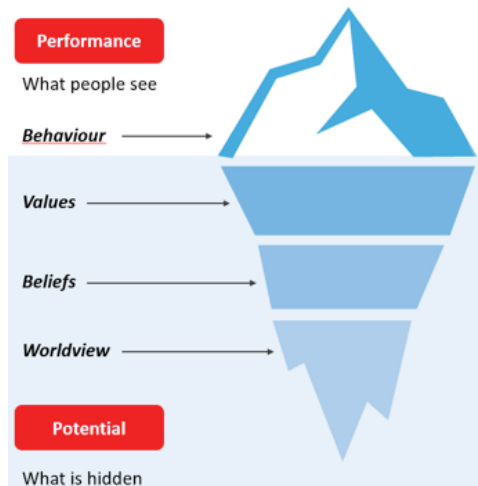 Performance
What people see
Behaviour
Values
Beliefs
Worldview
Potential
What is hidden